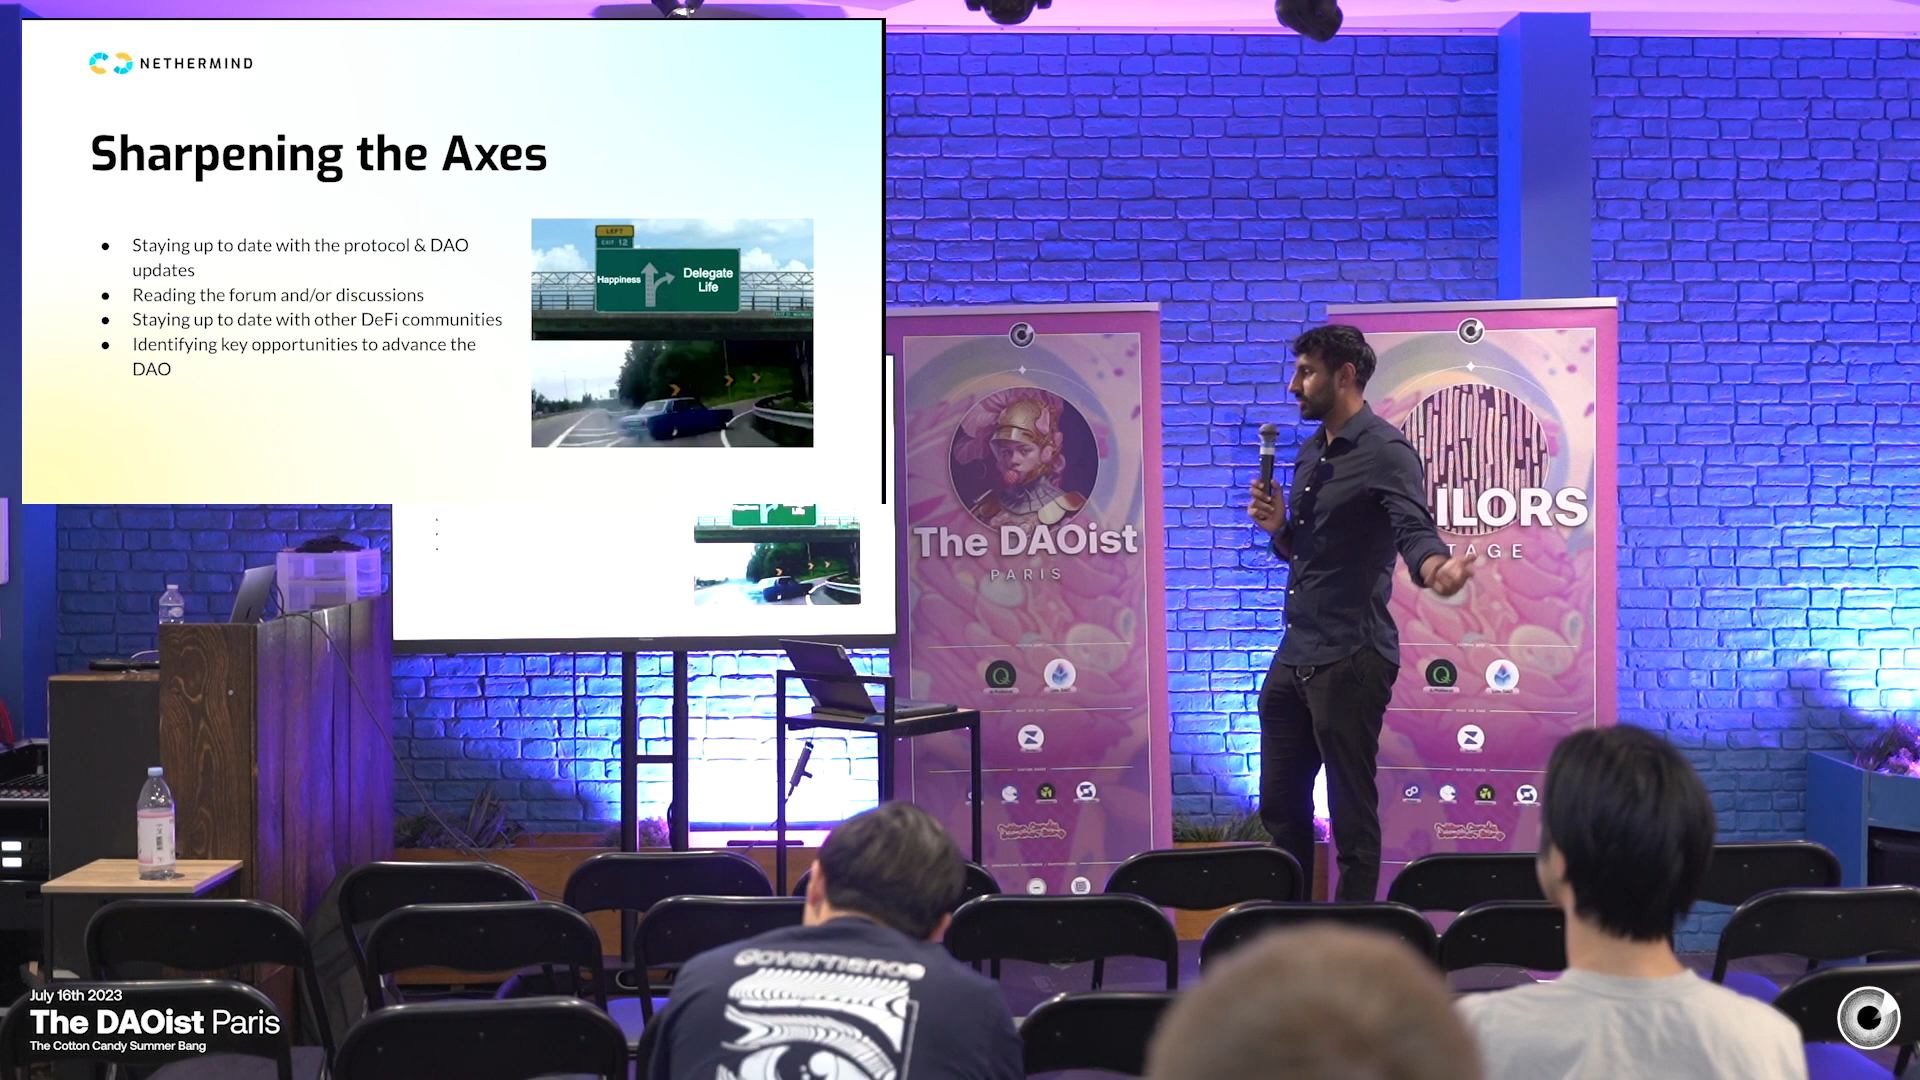 NETHERMIND
Sharpening the Axes
Staying up to date with the protocol & DAO
updates
Reading the forum and/or discussions
Staying up to date with other DeFi communities
Identifying key opportunities to advance the
DAO
LEFT
EXIT 12
Happiness
Delegate
Life
The DAOist
PARIS
ILORS
TAGE
Governance
July 16th 2023
The DAOist Paris
The Cotton Candy Summer Bang